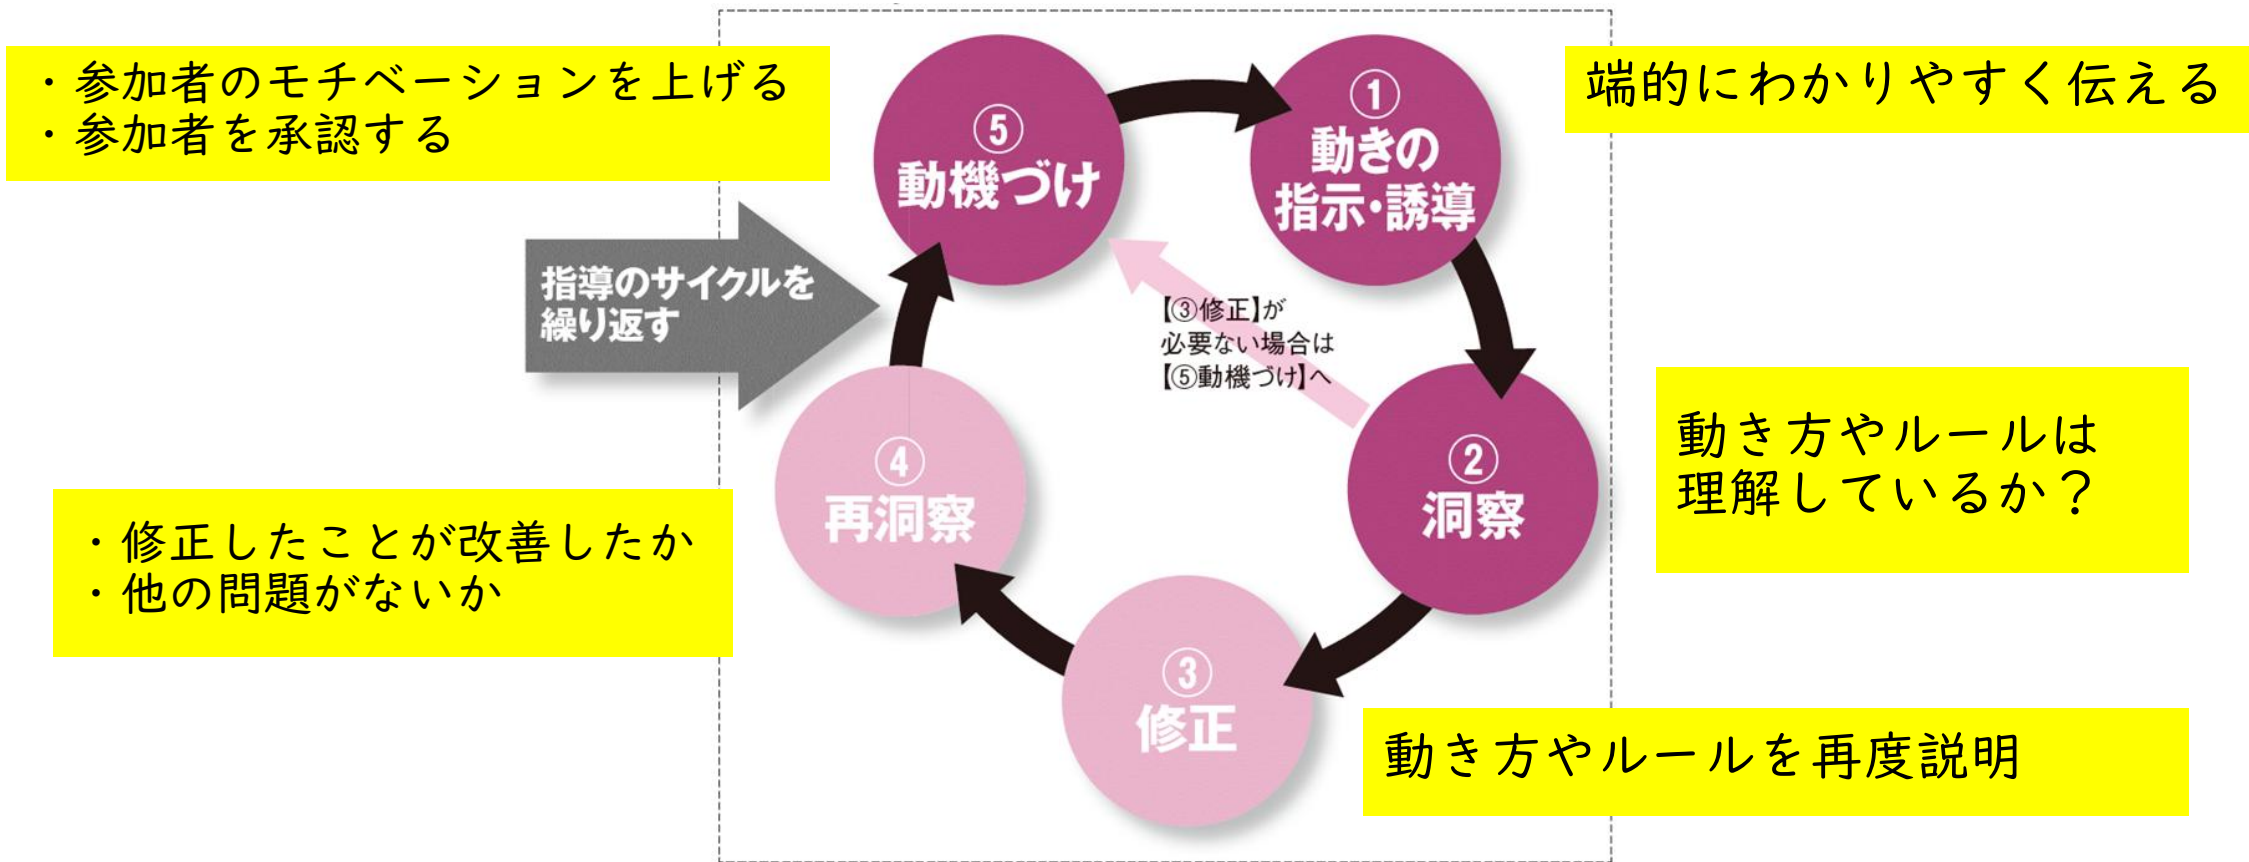 ・参加者のモチベーションを上げる
・参加者を承認する
端的にわかりやすく伝える
⑤
動機づけ
①
動きの
指示・誘導
指導のサイクルを
繰り返す
【③修正】が
必要ない場合は
【⑤動機づけ】へ
動き方やルールは
理解しているか？
④
再洞察
②
洞察
・修正したことが改善したか
・他の問題がないか
③
修正
動き方やルールを再度説明